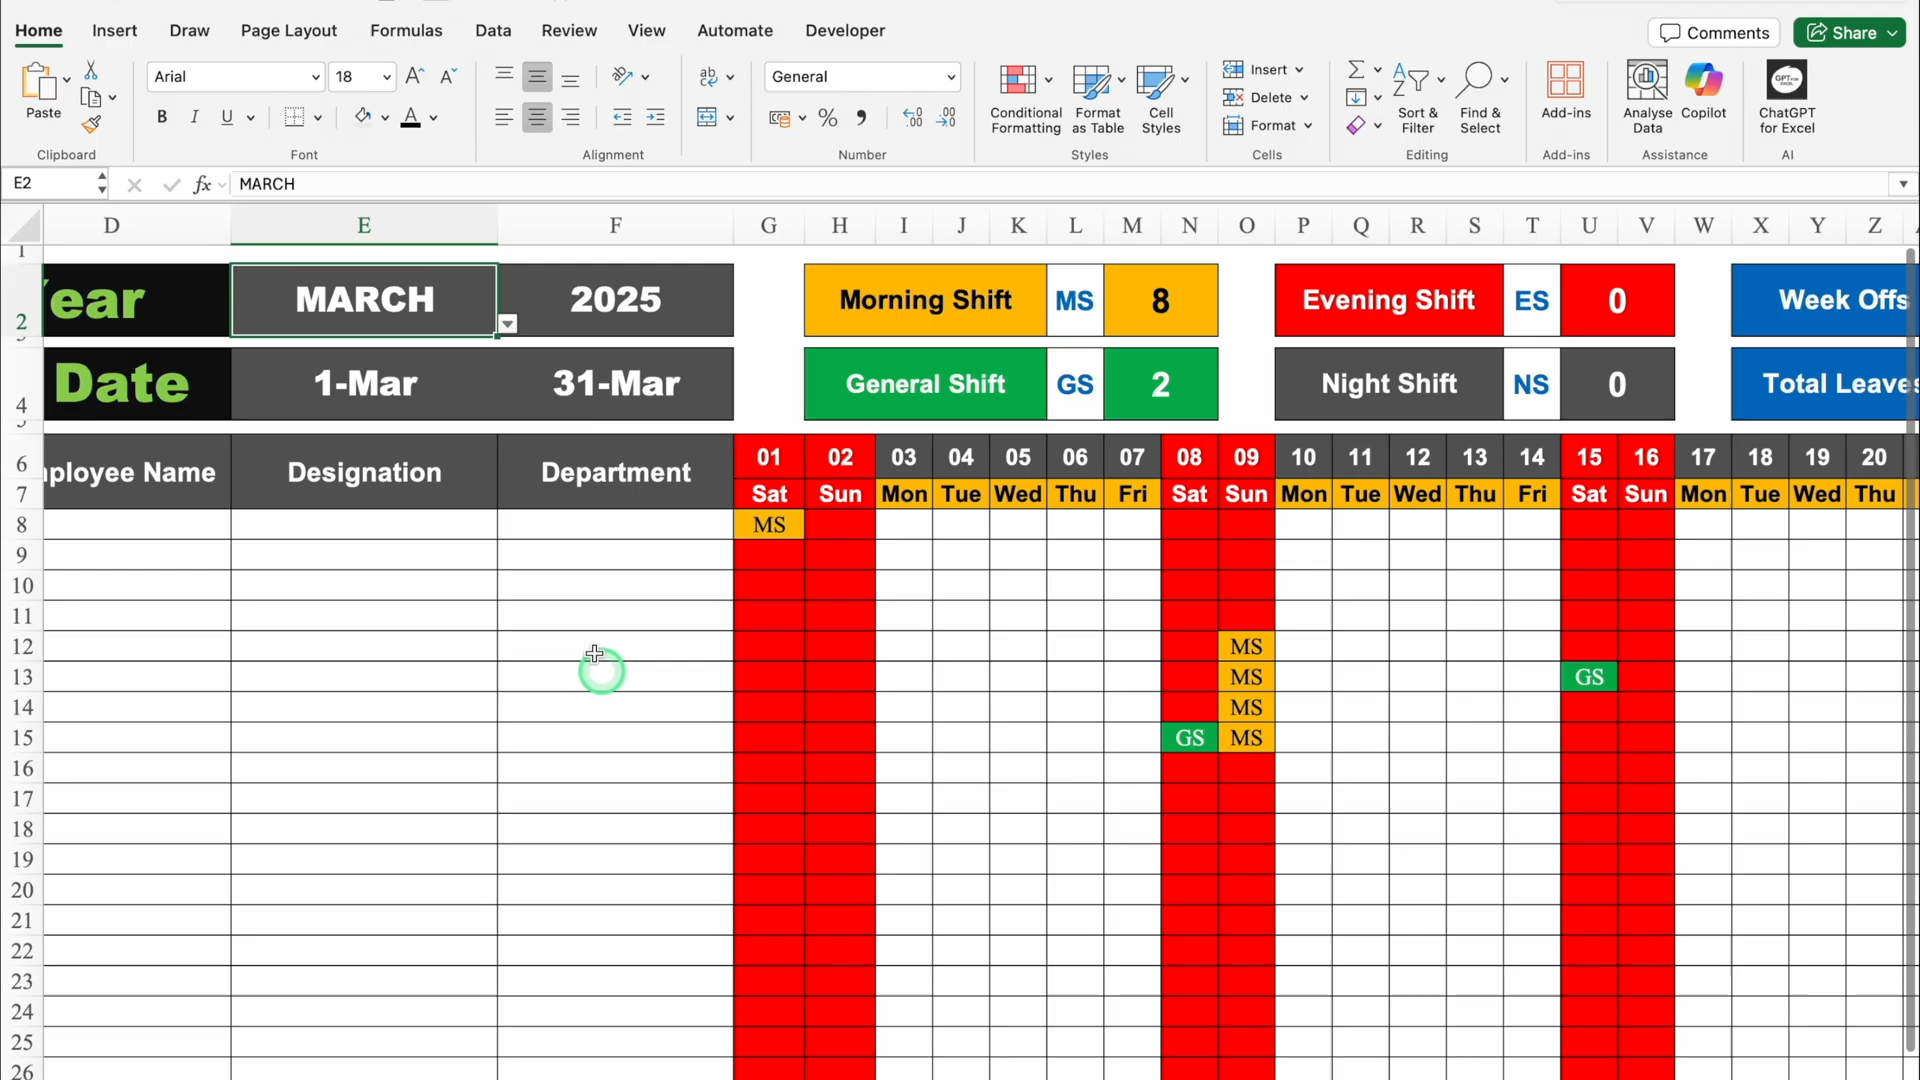 Home Insert Draw Page Layout Formulas Data Review View Automate Developer Comments Share
Paste Arial 18 General Conditional Formatting Format as Table Cell Styles Insert Delete Format Sort & Filter Find & Select Add-ins Analyse Data Copilot ChatGPT for Excel
B I U A % ,
Clipboard Font Alignment Number Styles Cells Editing Add-ins Assistance AI
E2 fx MARCH
D E F G H I J K L M N O P Q R S T U V W X Y Z
1
2 ear MARCH 2025 Morning Shift MS 8 Evening Shift ES 0 Week Offs
4 Date 1-Mar 31-Mar General Shift GS 2 Night Shift NS 0 Total Leaves
6 ployee Name Designation Department 01 02 03 04 05 06 07 08 09 10 11 12 13 14 15 16 17 18 19 20
7 Sat Sun Mon Tue Wed Thu Fri Sat Sun Mon Tue Wed Thu Fri Sat Sun Mon Tue Wed Thu
8 MS
9
10
11
12 MS
13 MS GS
14 MS
15 GS MS
16
17
18
19
20
21
22
23
24
25
26